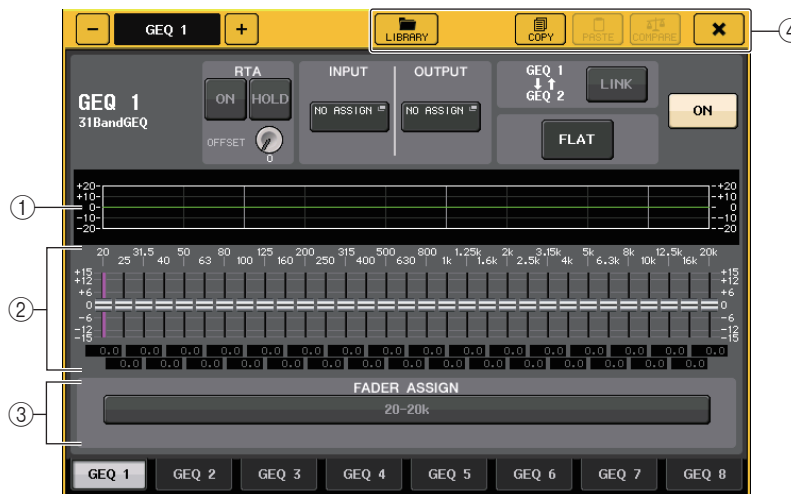 − GEQ 1 + LIBRARY COPY PASTE COMPARE ×
④
RTA INPUT OUTPUT GEQ 1
GEQ 2
ON HOLD LINK
GEQ 1
31BandGEQ
NO ASSIGN NO ASSIGN ON
OFFSET FLAT
0
①
+20 +20
+10 +10
0 0
-10 -10
-20 -20
②
20 31.5 50 80 125 200 315 500 800 1.25k 2k 3.15k 5k 8k 12.5k 20k
25 40 63 100 160 250 400 630 1k 1.6k 2.5k 4k 6.3k 10k 16k
+15 +15
+12 +12
+6 +6
0 0
-6 -6
-12 -12
-15 -15
0.0 0.0 0.0 0.0 0.0 0.0 0.0 0.0 0.0 0.0 0.0 0.0 0.0 0.0 0.0 0.0
0.0 0.0 0.0 0.0 0.0 0.0 0.0 0.0 0.0 0.0 0.0 0.0 0.0 0.0 0.0
③
FADER ASSIGN
20-20k
GEQ 1 GEQ 2 GEQ 3 GEQ 4 GEQ 5 GEQ 6 GEQ 7 GEQ 8